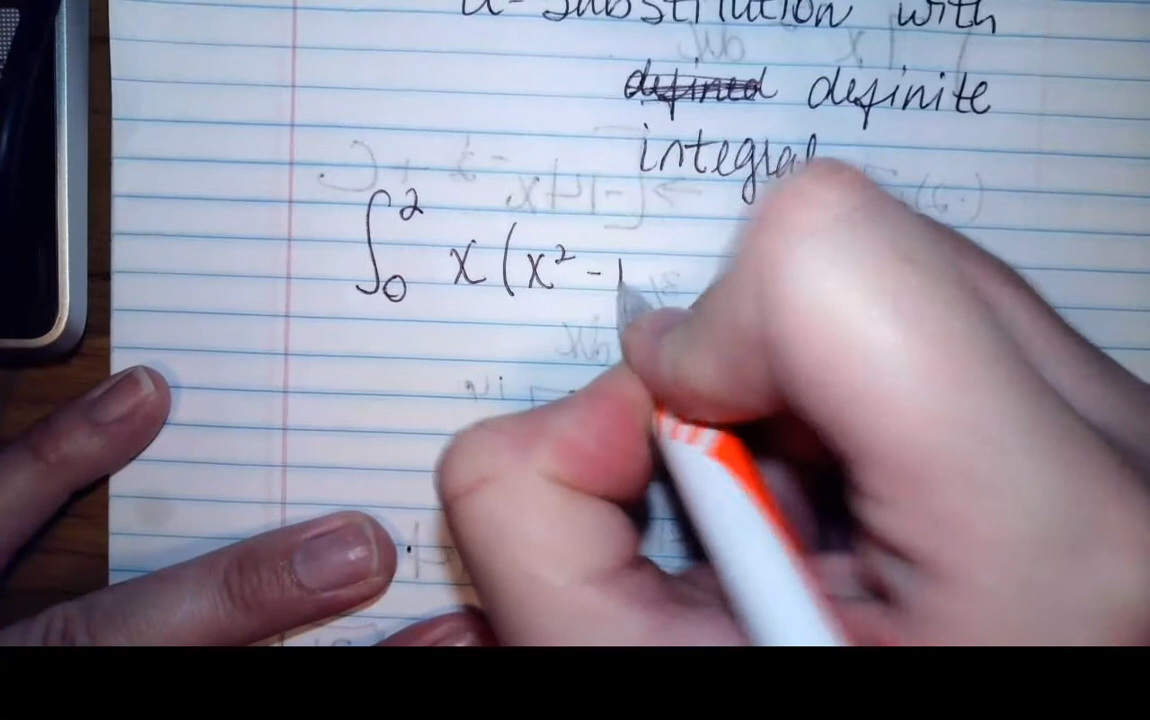 u-substitution with
defined definite
integral
∫₀² x (x² - 1